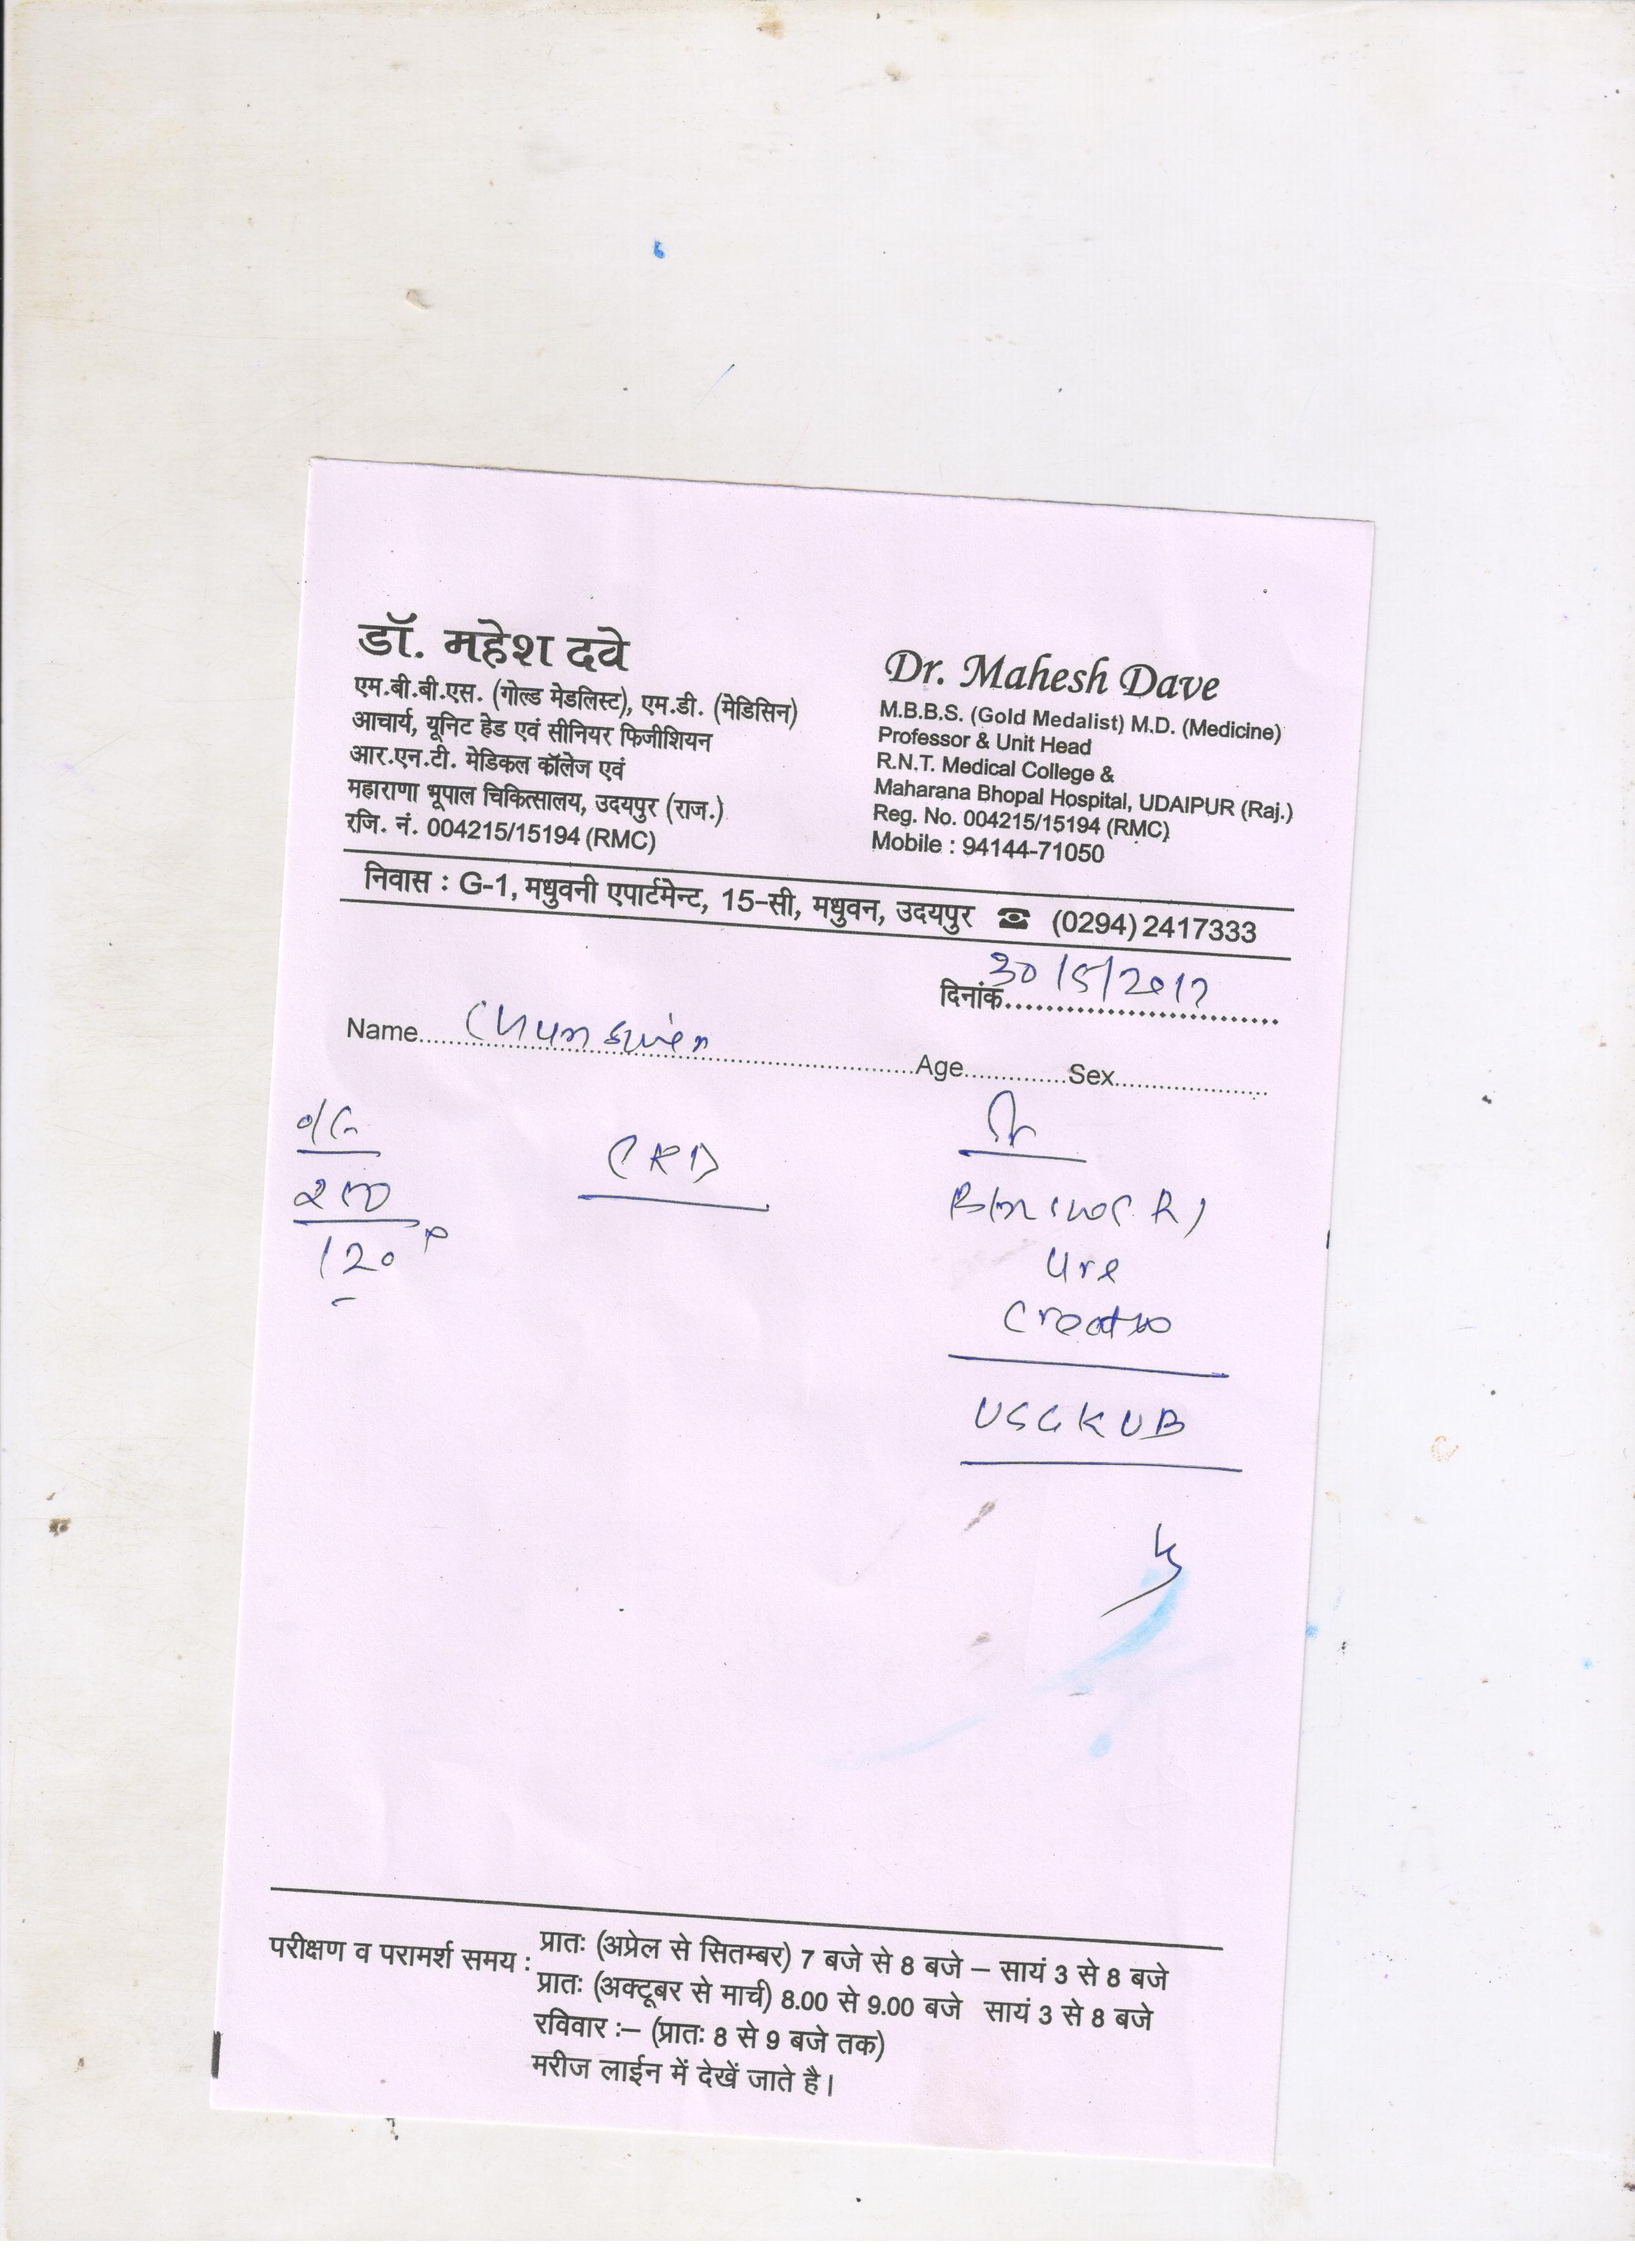 डॉ. महेश दवे
एम.बी.बी.एस. (गोल्ड मेडलिस्ट), एम.डी. (मेडिसिन)
आचार्य, यूनिट हेड एवं सीनियर फिजीशियन
आर.एन.टी. मेडिकल कॉलेज एवं
महाराणा भूपाल चिकित्सालय, उदयपुर (राज.)
रजि. नं. 004215/15194 (RMC)
Dr. Mahesh Dave
M.B.B.S. (Gold Medalist) M.D. (Medicine)
Professor & Unit Head
R.N.T. Medical College &
Maharana Bhopal Hospital, UDAIPUR (Raj.)
Reg. No. 004215/15194 (RMC)
Mobile : 94144-71050
निवास : G-1, मधुवनी एपार्टमेन्ट, 15-सी, मधुवन, उदयपुर ☎ (0294) 2417333
दिनांक 30/5/2017
Name Age Sex
CKD
120
USG KUB
परीक्षण व परामर्श समय : प्रातः (अप्रेल से सितम्बर) 7 बजे से 8 बजे – सायं 3 से 8 बजे
प्रातः (अक्टूबर से मार्च) 8.00 से 9.00 बजे सायं 3 से 8 बजे
रविवार :– (प्रातः 8 से 9 बजे तक)
मरीज लाईन में देखें जाते है।